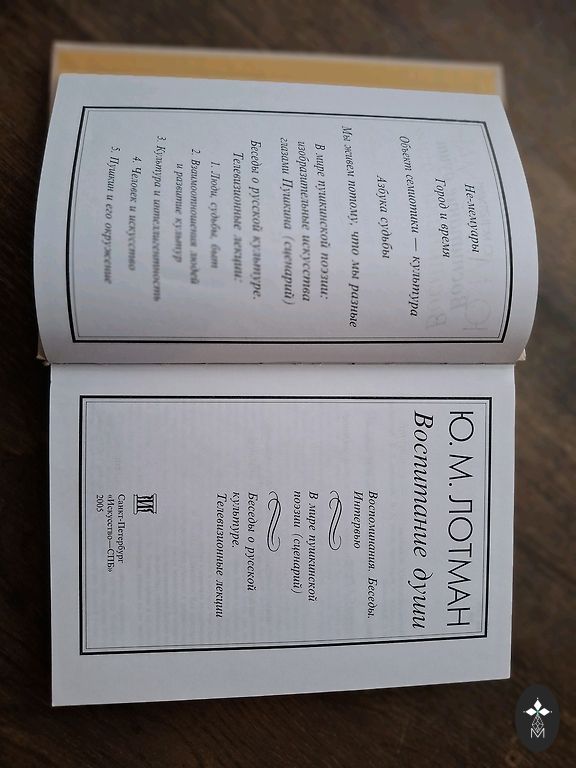 Не-мемуары
Город и время
Объект семиотики — культура
Азбука судьбы
Мы живем потому, что мы разные
В мире пушкинской поэзии:
изобразительные искусства
глазами Пушкина (сценарий)
Беседы о русской культуре.
Телевизионные лекции:
1. Люди, судьбы, быт
2. Взаимоотношения людей
и развитие культур
3. Культура и интеллигентность
4. Человек и искусство
5. Пушкин и его окружение
Ю. М. ЛОТМАН
Воспитание души
Воспоминания. Беседы.
Интервью
В мире пушкинской
поэзии (сценарий)
Беседы о русской
культуре.
Телевизионные лекции
Санкт-Петербург
«Искусство—СПБ»
2005
M